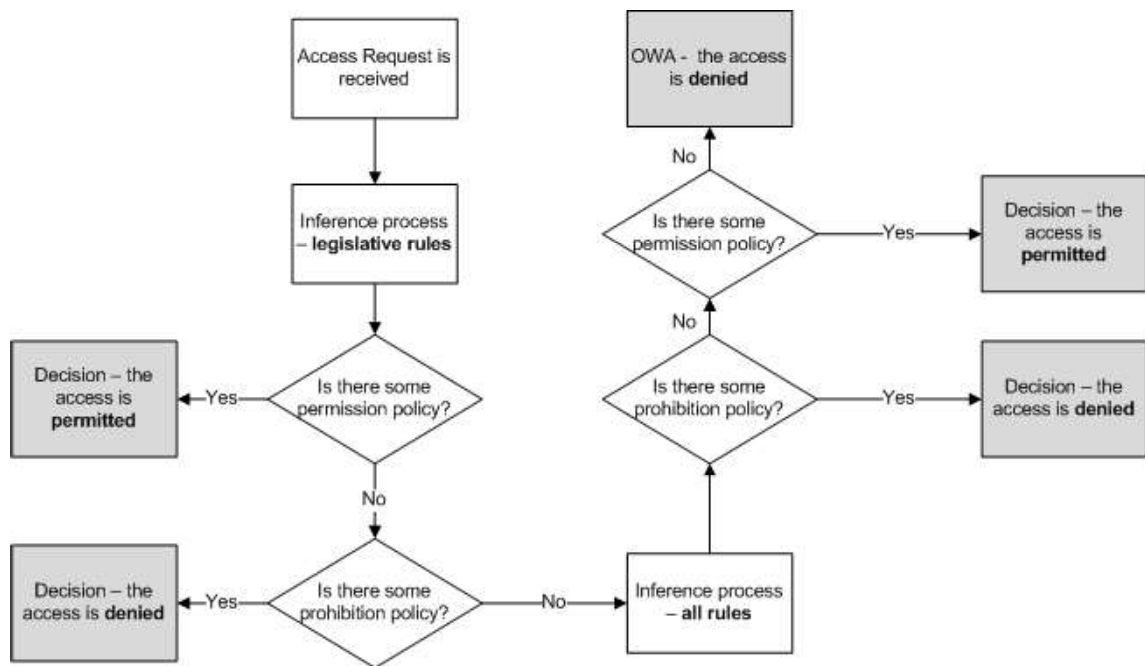 Access Request is
received
Inference process
– legislative rules
Is there some
permission policy?
Yes
Decision – the
access is
permitted
No
Is there some
prohibition policy?
Yes
Decision – the
access is denied
No
Inference process
– all rules
Is there some
prohibition policy?
Yes
Decision – the
access is denied
No
Is there some
permission policy?
Yes
Decision – the
access is
permitted
No
OWA - the access
is denied